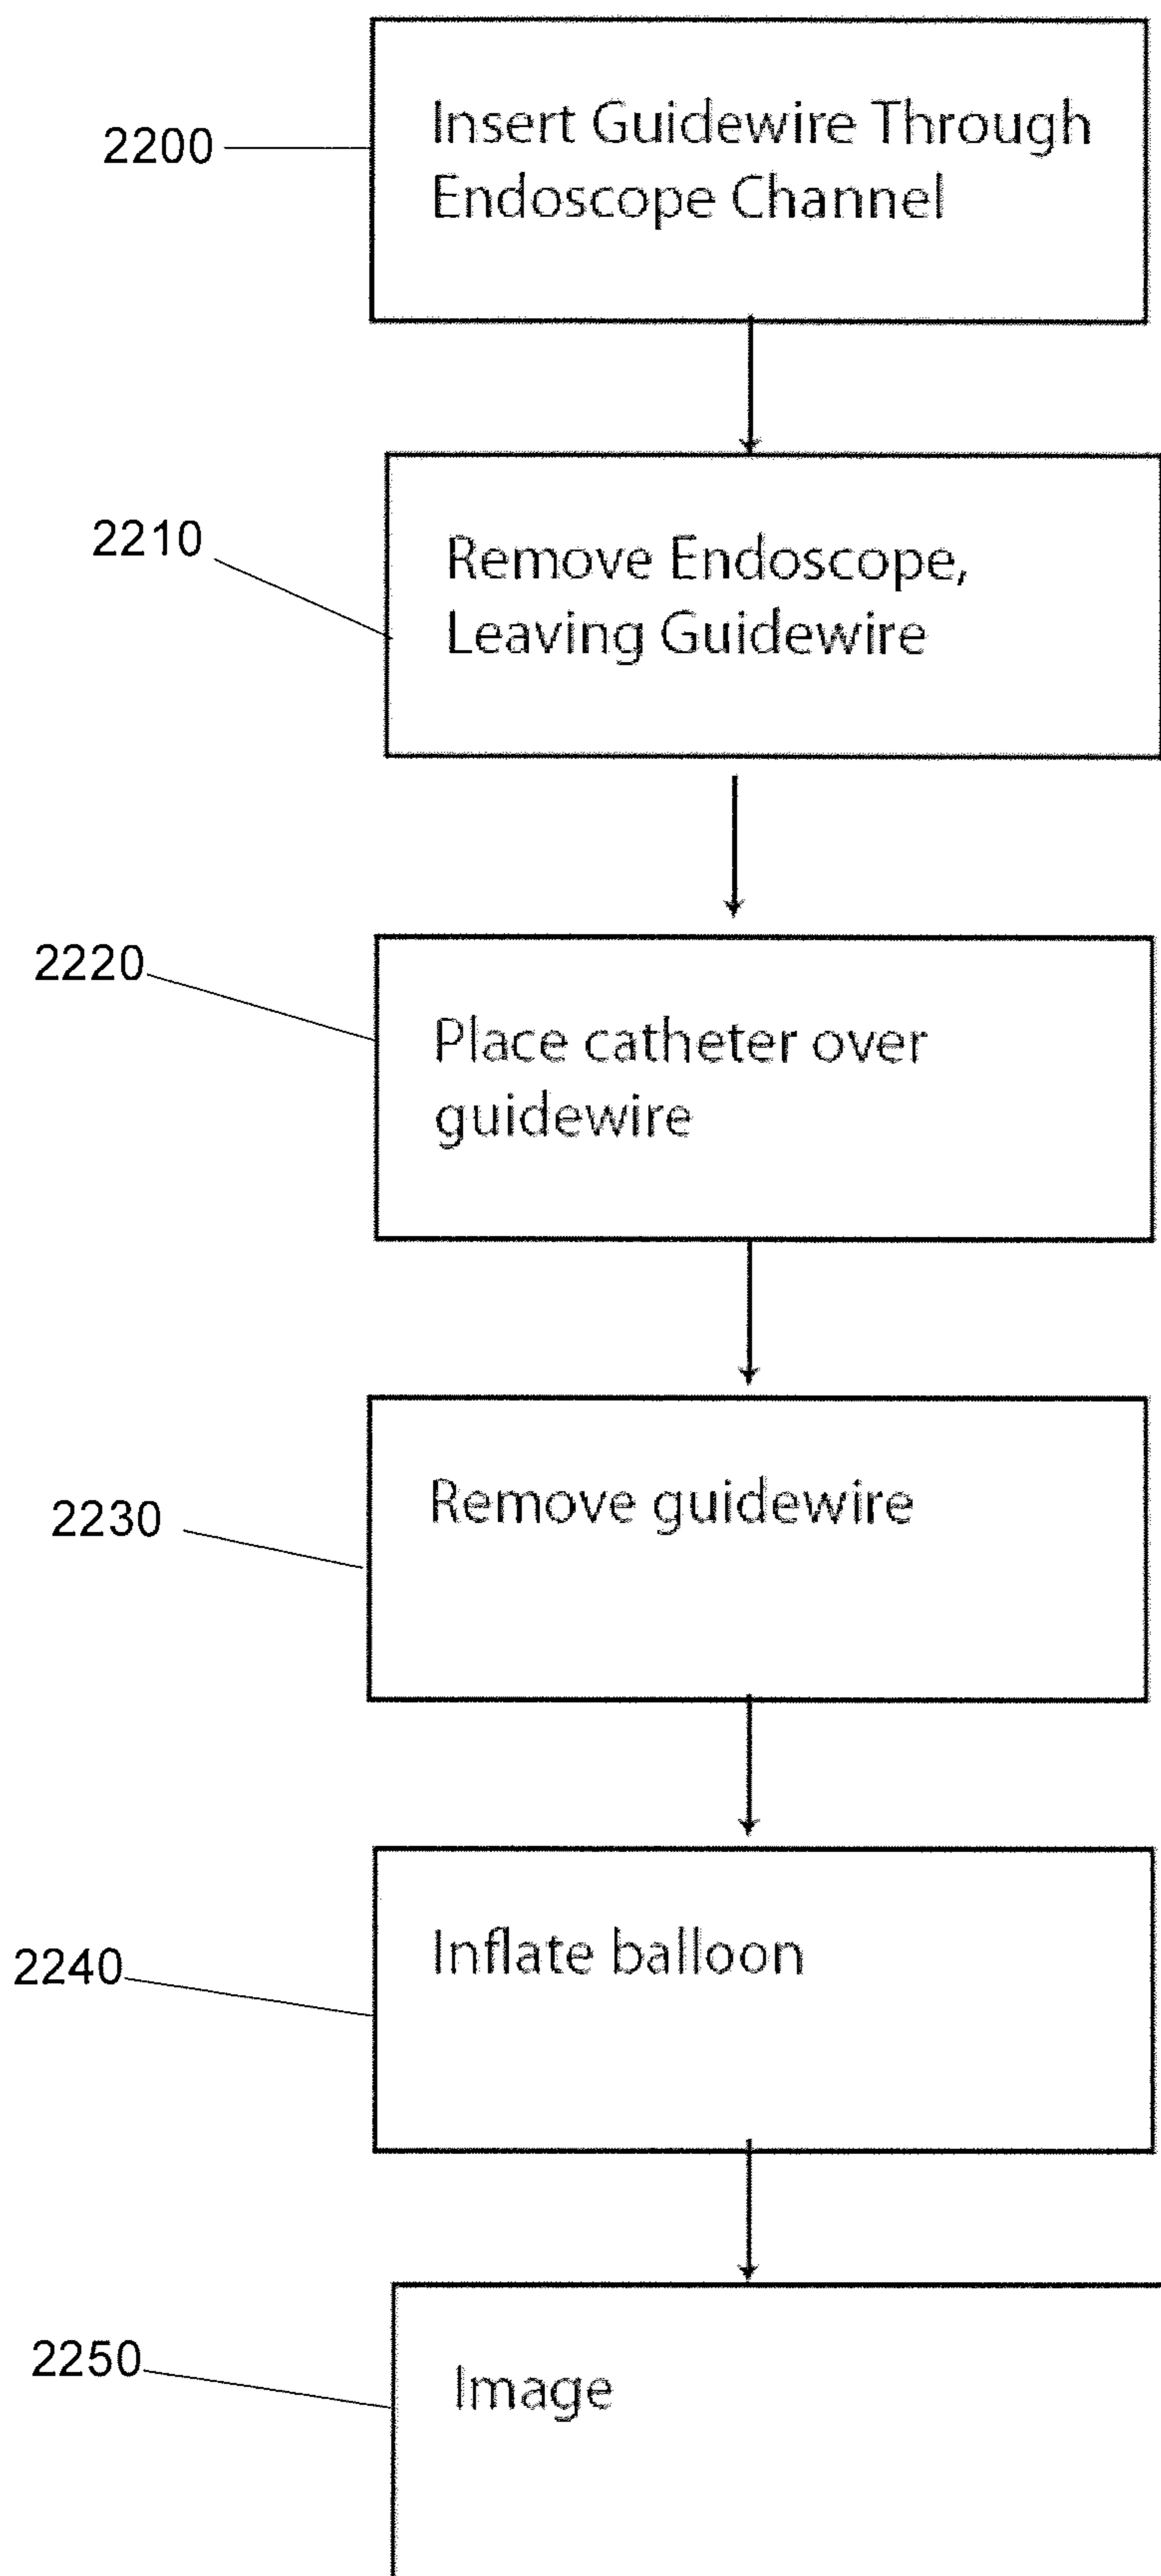 2200
Insert Guidewire Through
Endoscope Channel
2210
Remove Endoscope,
Leaving Guidewire
2220
Place catheter over
guidewire
2230
Remove guidewire
2240
Inflate balloon
2250
Image